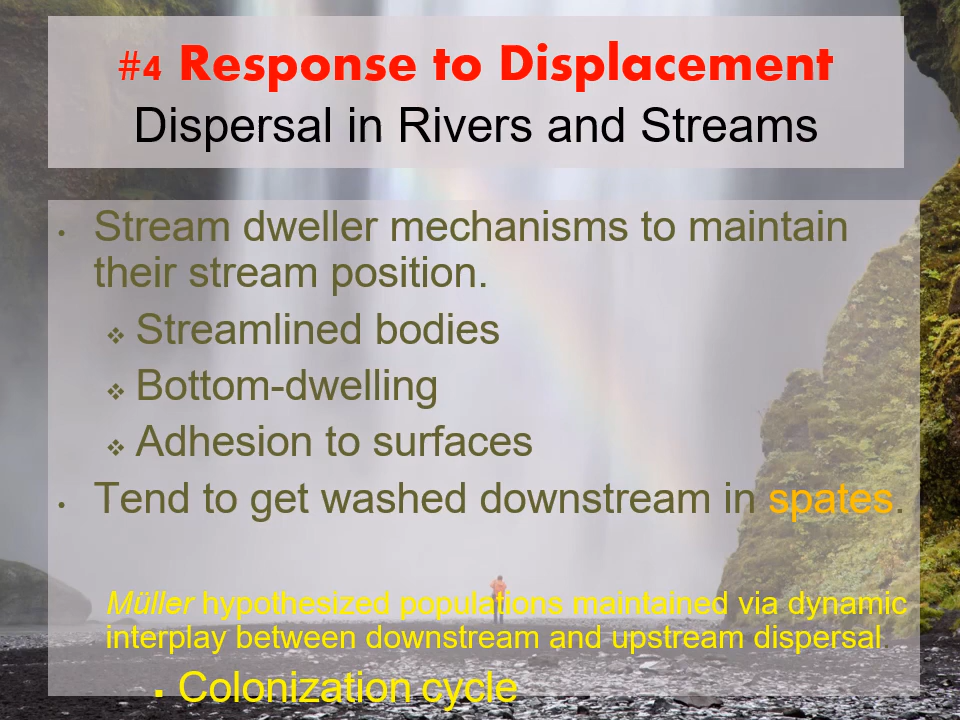 #4 Response to Displacement
Dispersal in Rivers and Streams
• Stream dweller mechanisms to maintain
their stream position.
❖ Streamlined bodies
❖ Bottom-dwelling
❖ Adhesion to surfaces
• Tend to get washed downstream in spates.
Müller hypothesized populations maintained via dynamic
interplay between downstream and upstream dispersal.
▪ Colonization cycle